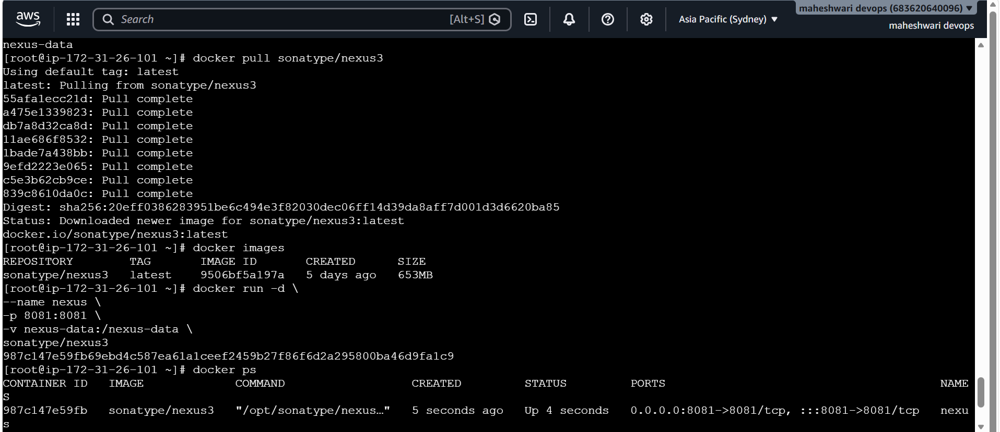 aws
Search [Alt+S]
Asia Pacific (Sydney)
maheshwari devops (683620640096)
maheshwari devops
nexus-data
[root@ip-172-31-26-101 ~]# docker pull sonatype/nexus3
Using default tag: latest
latest: Pulling from sonatype/nexus3
55afa1ecc21d: Pull complete
a475e1339823: Pull complete
db7a8d32ca8d: Pull complete
11ae686f8532: Pull complete
1bade7a438bb: Pull complete
9efd2223e065: Pull complete
c5e3b62cb9ce: Pull complete
839c8610da0c: Pull complete
Digest: sha256:20eff0386283951be6c494e3f82030dec06ff14d39da8aff7d001d3d6620ba85
Status: Downloaded newer image for sonatype/nexus3:latest
docker.io/sonatype/nexus3:latest
[root@ip-172-31-26-101 ~]# docker images
REPOSITORY TAG IMAGE ID CREATED SIZE
sonatype/nexus3 latest 9506bf5a197a 5 days ago 653MB
[root@ip-172-31-26-101 ~]# docker run -d \
--name nexus \
-p 8081:8081 \
-v nexus-data:/nexus-data \
sonatype/nexus3
987c147e59fb69ebd4c587ea61a1ceef2459b27f86f6d2a295800ba46d9fa1c9
[root@ip-172-31-26-101 ~]# docker ps
CONTAINER ID IMAGE COMMAND CREATED STATUS PORTS NAME
S
987c147e59fb sonatype/nexus3 "/opt/sonatype/nexus…" 5 seconds ago Up 4 seconds 0.0.0.0:8081->8081/tcp, :::8081->8081/tcp nexu
s